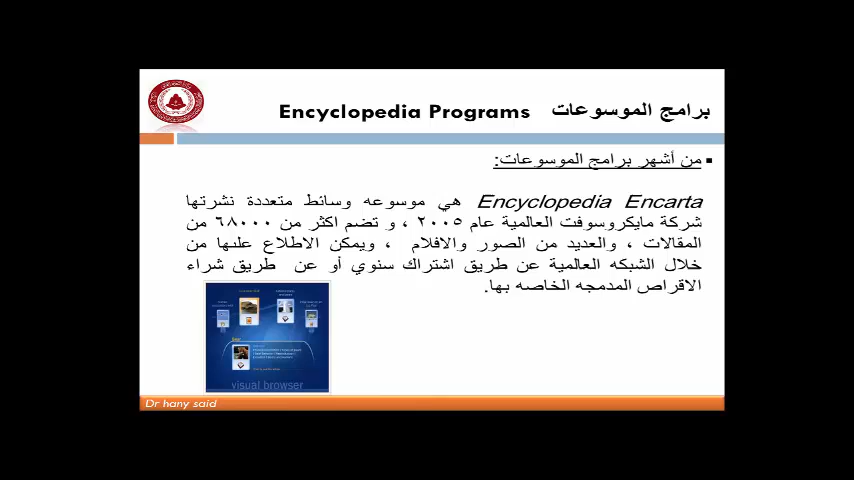 برامج الموسوعات Encyclopedia Programs
من أشهر برامج الموسوعات:
Encyclopedia Encarta هي موسوعه وسائط متعددة نشرتها
شركة مايكروسوفت العالمية عام ٢٠٠٥ ، و تضم اكثر من ٦٨٠٠٠ من
المقالات ، والعديد من الصور والافلام ، ويمكن الاطلاع علىها من
خلال الشبكه العالمية عن طريق اشتراك سنوي أو عن طريق شراء
الاقراص المدمجه الخاصه بها.
visual browser
Dr hany said